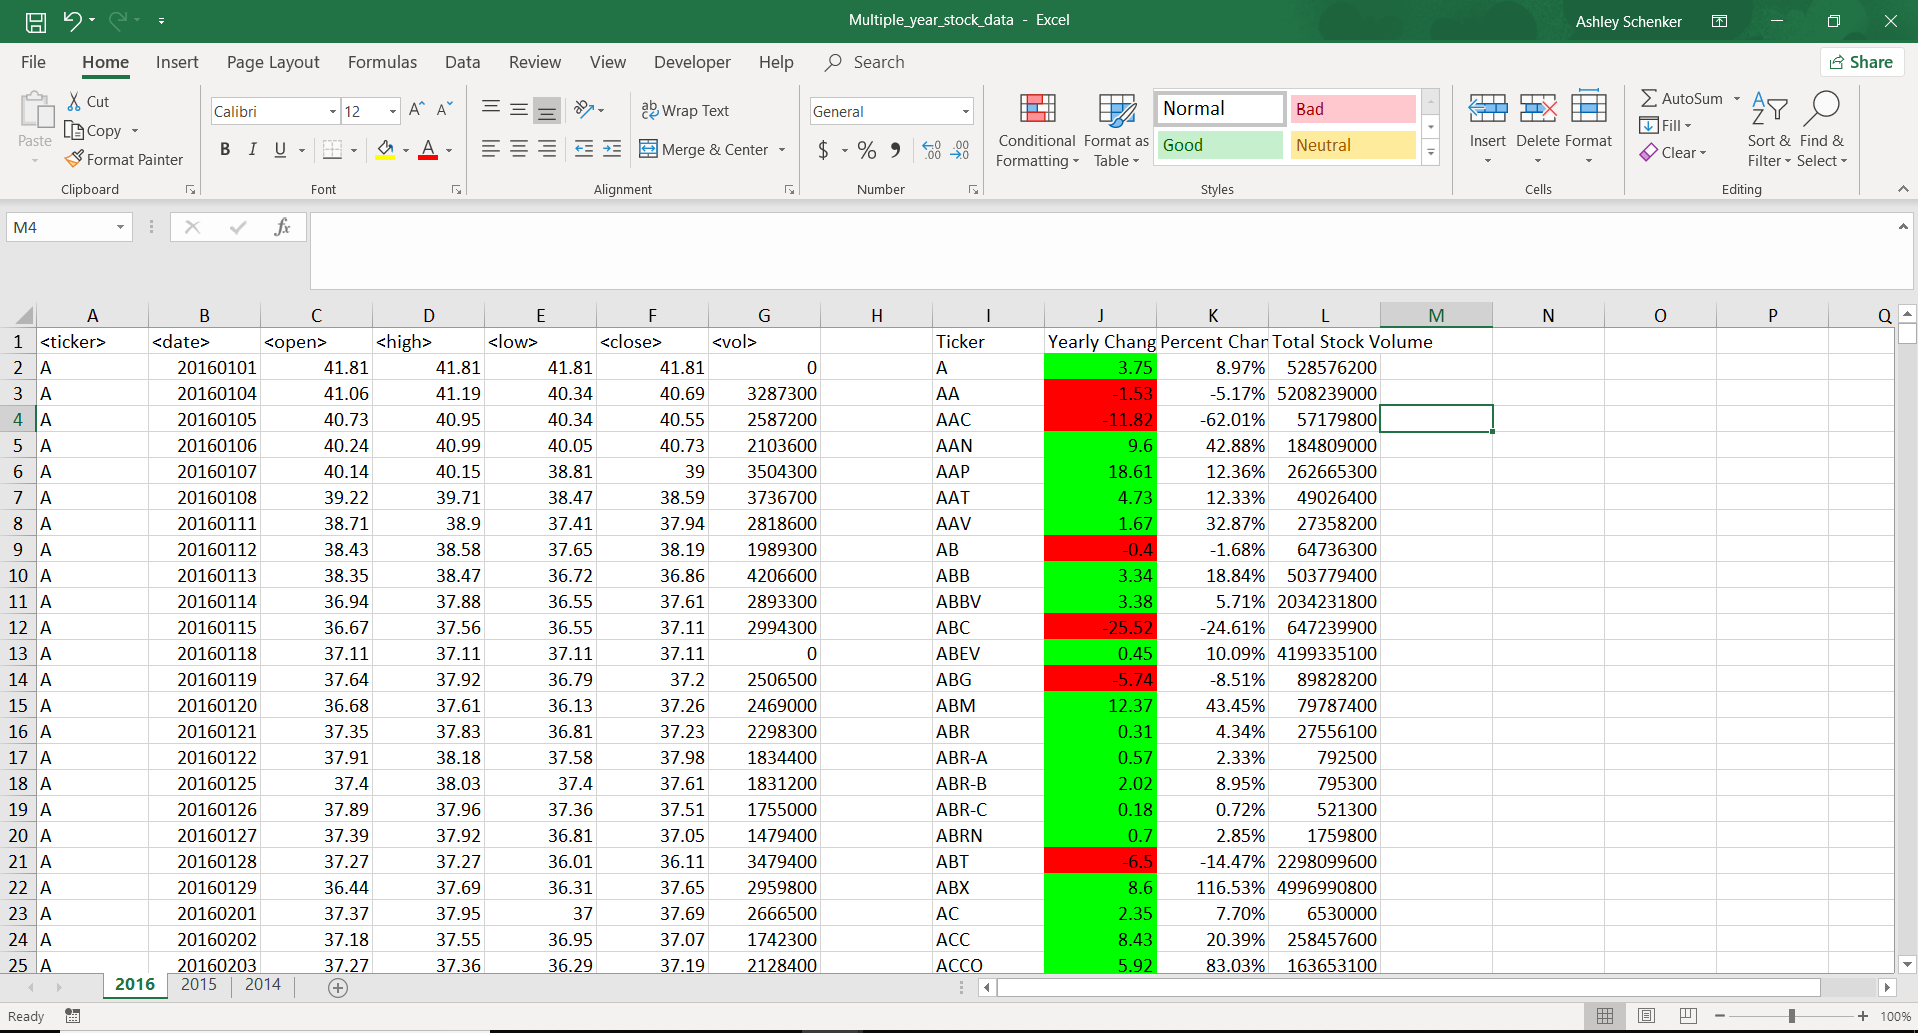 Multiple_year_stock_data - Excel
Ashley Schenker
File Home Insert Page Layout Formulas Data Review View Developer Help Search Share
Paste
Cut
Copy
Format Painter
Clipboard
Calibri 12 A A
B I U A
Font
ab Wrap Text
Merge & Center
Alignment
General
$ % , .00 .00
Number
Conditional Formatting
Format as Table
Normal Bad
Good Neutral
Styles
Insert Delete Format
Cells
AutoSum
Fill
Clear
Sort & Filter
Find & Select
Editing
M4 fx
A B C D E F G H I J K L M N O P Q
1 <ticker> <date> <open> <high> <low> <close> <vol> Ticker Yearly Chang Percent Chan Total Stock Volume
2 A 20160101 41.81 41.81 41.81 41.81 0 A 3.75 8.97% 528576200
3 A 20160104 41.06 41.19 40.34 40.69 3287300 AA -1.53 -5.17% 5208239000
4 A 20160105 40.73 40.95 40.34 40.55 2587200 AAC -11.82 -62.01% 57179800
5 A 20160106 40.24 40.99 40.05 40.73 2103600 AAN 9.6 42.88% 184809000
6 A 20160107 40.14 40.15 38.81 39 3504300 AAP 18.61 12.36% 262665300
7 A 20160108 39.22 39.71 38.47 38.59 3736700 AAT 4.73 12.33% 49026400
8 A 20160111 38.71 38.9 37.41 37.94 2818600 AAV 1.67 32.87% 27358200
9 A 20160112 38.43 38.58 37.65 38.19 1989300 AB -0.4 -1.68% 64736300
10 A 20160113 38.35 38.47 36.72 36.86 4206600 ABB 3.34 18.84% 503779400
11 A 20160114 36.94 37.88 36.55 37.61 2893300 ABBV 3.38 5.71% 2034231800
12 A 20160115 36.67 37.56 36.55 37.11 2994300 ABC -25.52 -24.61% 647239900
13 A 20160118 37.11 37.11 37.11 37.11 0 ABEV 0.45 10.09% 4199335100
14 A 20160119 37.64 37.92 36.79 37.2 2506500 ABG -5.74 -8.51% 89828200
15 A 20160120 36.68 37.61 36.13 37.26 2469000 ABM 12.37 43.45% 79787400
16 A 20160121 37.35 37.83 36.81 37.23 2298300 ABR 0.31 4.34% 27556100
17 A 20160122 37.91 38.18 37.58 37.98 1834400 ABR-A 0.57 2.33% 792500
18 A 20160125 37.4 38.03 37.4 37.61 1831200 ABR-B 2.02 8.95% 795300
19 A 20160126 37.89 37.96 37.36 37.51 1755000 ABR-C 0.18 0.72% 521300
20 A 20160127 37.39 37.92 36.81 37.05 1479400 ABRN 0.7 2.85% 1759800
21 A 20160128 37.27 37.27 36.01 36.11 3479400 ABT -6.5 -14.47% 2298099600
22 A 20160129 36.44 37.69 36.31 37.65 2959800 ABX 8.6 116.53% 4996990800
23 A 20160201 37.37 37.95 37 37.69 2666500 AC 2.35 7.70% 6530000
24 A 20160202 37.18 37.55 36.95 37.07 1742300 ACC 8.43 20.39% 258457600
25 A 20160203 37.27 37.36 36.29 37.19 2128400 ACCO 5.92 83.03% 163653100
2016 2015 2014
Ready 100%